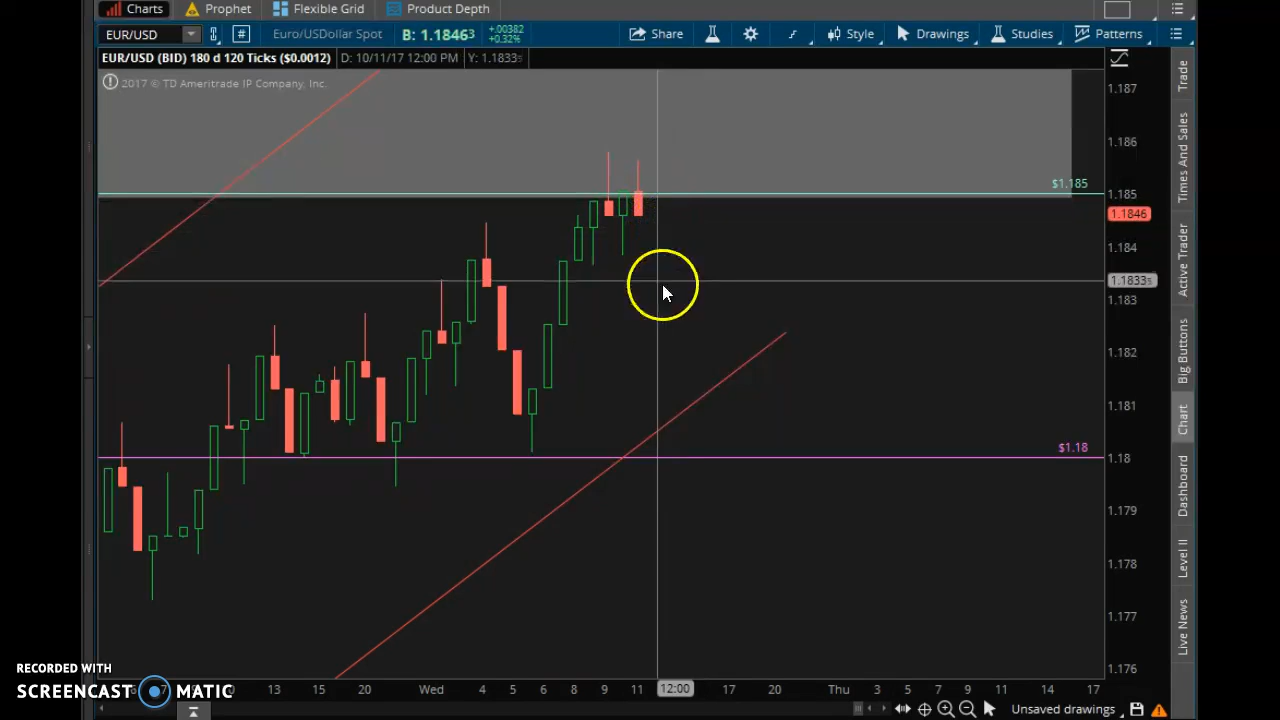 Charts Prophet Flexible Grid Product Depth
EUR/USD # Euro/USDollar Spot B: 1.1846³ +.00382 +0.32% Share Style Drawings Studies Patterns
EUR/USD (BID) 180 d 120 Ticks ($0.0012) D: 10/11/17 12:00 PM Y: 1.1833⁵
2017 © TD Ameritrade IP Company, Inc.
1.187
1.186
$1.185
1.185
1.1846
1.184
1.1833⁵
1.183
1.182
1.181
$1.18
1.18
1.179
1.178
1.177
1.176
Trade
Times And Sales
Active Trader
Big Buttons
Chart
Dashboard
Level II
Live News
13 15 20 Wed 4 5 6 8 9 11 12:00 17 20 Thu 3 5 7 9 11 14 17
Unsaved drawings
RECORDED WITH
SCREENCAST MATIC